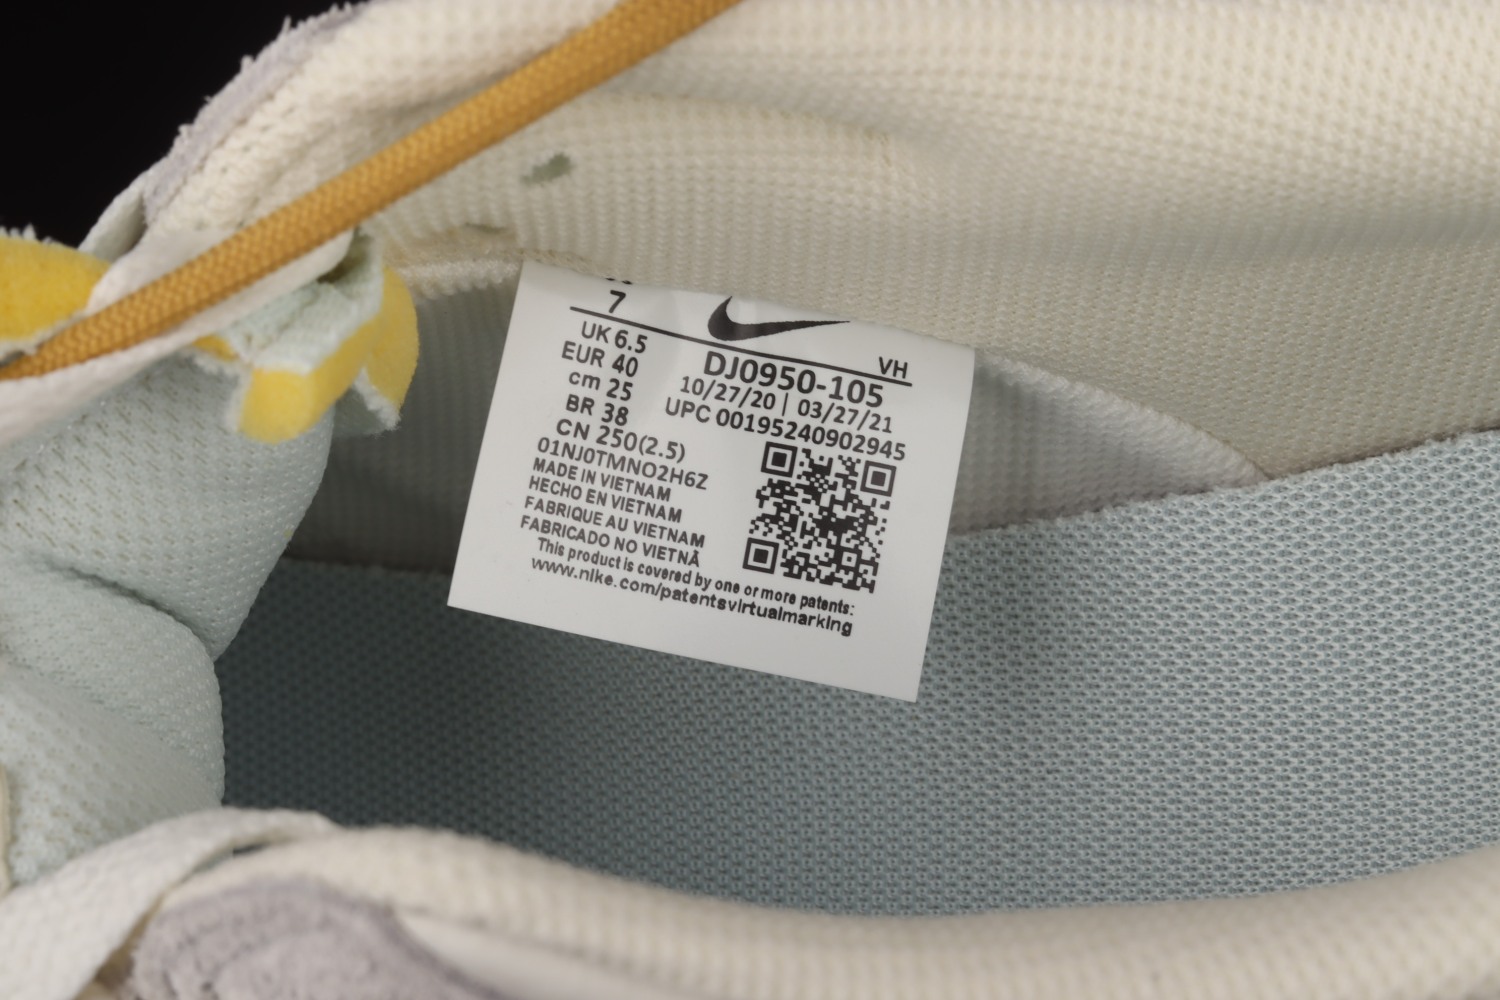 7
UK 6.5
EUR 40
cm 25
BR 38
CN 250(2.5)
VH
DJ0950-105
10/27/20 | 03/27/21
UPC 00195240902945
01NJ0TMNO2H6Z
MADE IN VIETNAM
HECHO EN VIETNAM
FABRIQUE AU VIETNAM
FABRICADO NO VIETNÃ
This product is covered by one or more patents:
www.nike.com/patentsvirtualmarking